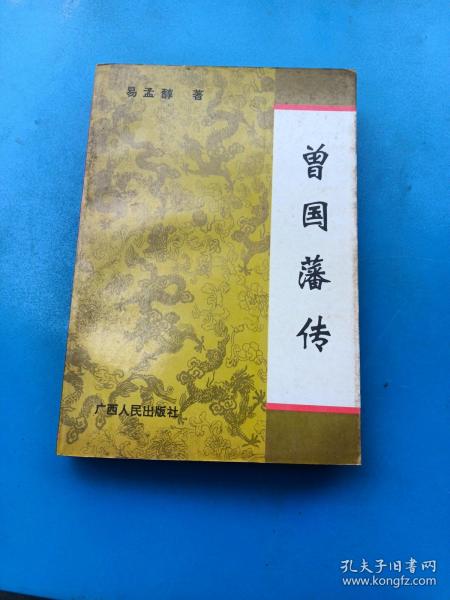 易孟醇 著
曾国藩传
广西人民出版社
孔夫子旧书网
www.kongfz.com